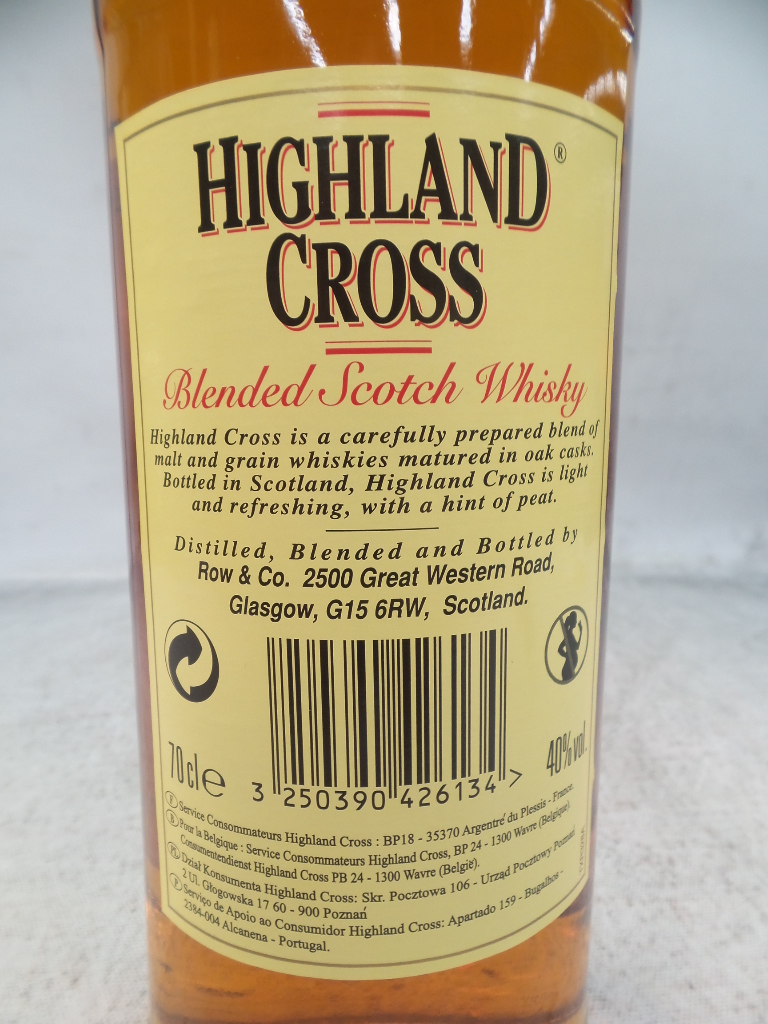 HIGHLAND ®
CROSS
Blended Scotch Whisky
Highland Cross is a carefully prepared blend of
malt and grain whiskies matured in oak casks.
Bottled in Scotland, Highland Cross is light
and refreshing, with a hint of peat.
Distilled, Blended and Bottled by
Row & Co. 2500 Great Western Road,
Glasgow, G15 6RW, Scotland.
70cl e
40%vol.
3 250390 426134 >
F Service Consommateurs Highland Cross : BP18 - 35370 Argentré du Plessis - France.
B Pour la Belgique : Service Consommateurs Highland Cross, BP 24 - 1300 Wavre (Belgique).
Consumentendienst Highland Cross PB 24 - 1300 Wavre (België).
PL Dział Konsumenta Highland Cross: Skr. Pocztowa 106 - Urząd Pocztowy Poznań
2 Ul. Głogowska 17 60 - 900 Poznań
P Serviço de Apoio ao Consumidor Highland Cross: Apartado 159 - Bugalhos -
2384-004 Alcanena - Portugal.